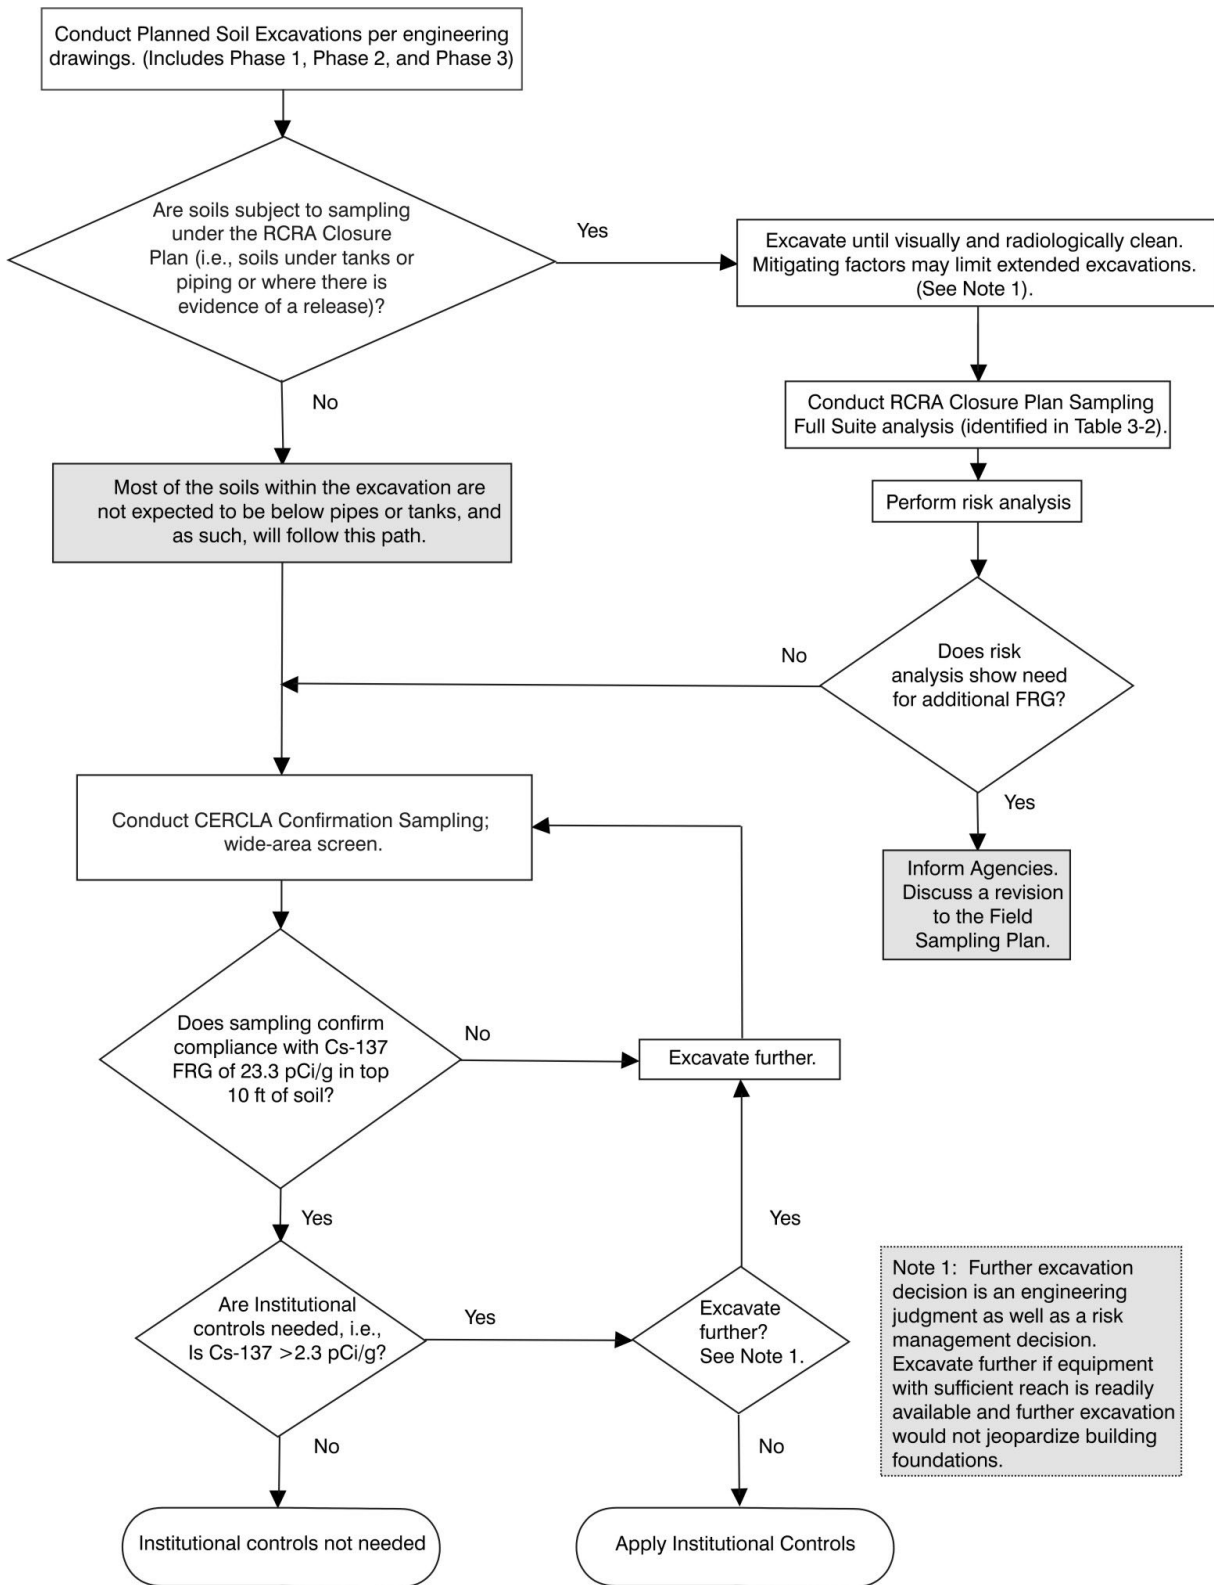 Conduct Planned Soil Excavations per engineering
drawings. (Includes Phase 1, Phase 2, and Phase 3)
Are soils subject to sampling
under the RCRA Closure
Plan (i.e., soils under tanks or
piping or where there is
evidence of a release)?
Yes
Excavate until visually and radiologically clean.
Mitigating factors may limit extended excavations.
(See Note 1).
No
Conduct RCRA Closure Plan Sampling
Full Suite analysis (identified in Table 3-2).
Most of the soils within the excavation are
not expected to be below pipes or tanks, and
as such, will follow this path.
Perform risk analysis
Does risk
analysis show need
for additional FRG?
No
Yes
Inform Agencies.
Discuss a revision
to the Field
Sampling Plan.
Conduct CERCLA Confirmation Sampling;
wide-area screen.
Does sampling confirm
compliance with Cs-137
FRG of 23.3 pCi/g in top
10 ft of soil?
No
Excavate further.
Yes
Yes
Are Institutional
controls needed, i.e.,
Is Cs-137 >2.3 pCi/g?
Yes
Excavate
further?
See Note 1.
Note 1: Further excavation
decision is an engineering
judgment as well as a risk
management decision.
Excavate further if equipment
with sufficient reach is readily
available and further excavation
would not jeopardize building
foundations.
No
No
Institutional controls not needed
Apply Institutional Controls